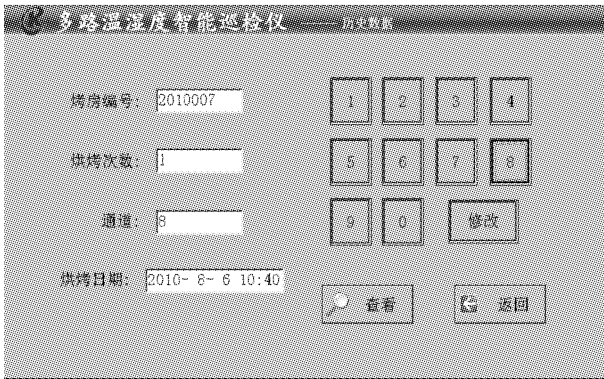 多路温湿度智能巡检仪 —— 历史数据
烤房编号: 2010007
1 2 3 4
烘烤次数: 1
5 6 7 8
通道: 8
9 0 修改
烘烤日期: 2010- 8- 6 10:40
查看 返回